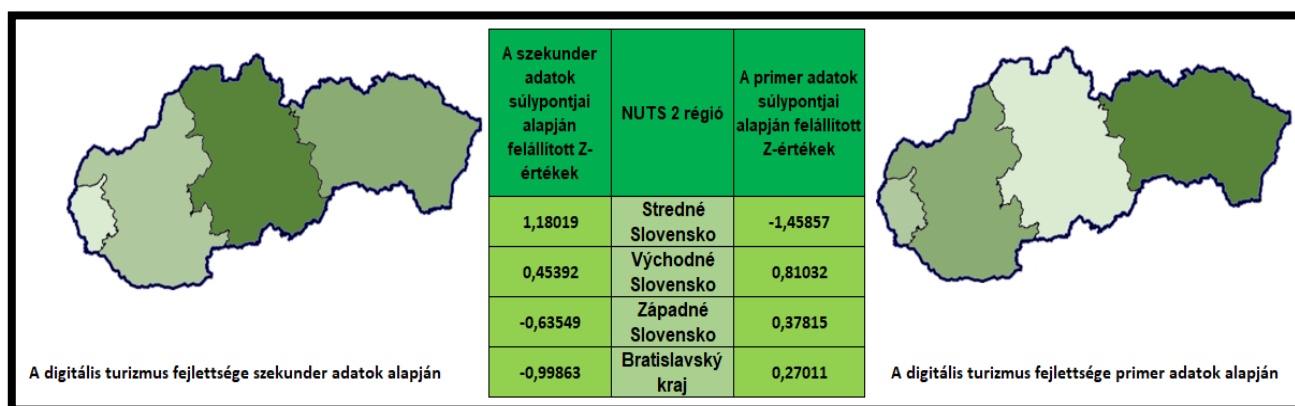 A szekunder
adatok
súlypontjai
alapján
felállított Z-
értékek
NUTS 2 régió
A primer adatok
súlypontjai
alapján felállított
Z-értékek
1,18019
Stredné
Slovensko
-1,45857
0,45392
Východné
Slovensko
0,81032
-0,63549
Západné
Slovensko
0,37815
-0,99863
Bratislavský
kraj
0,27011
A digitális turizmus fejlettsége szekunder adatok alapján
A digitális turizmus fejlettsége primer adatok alapján